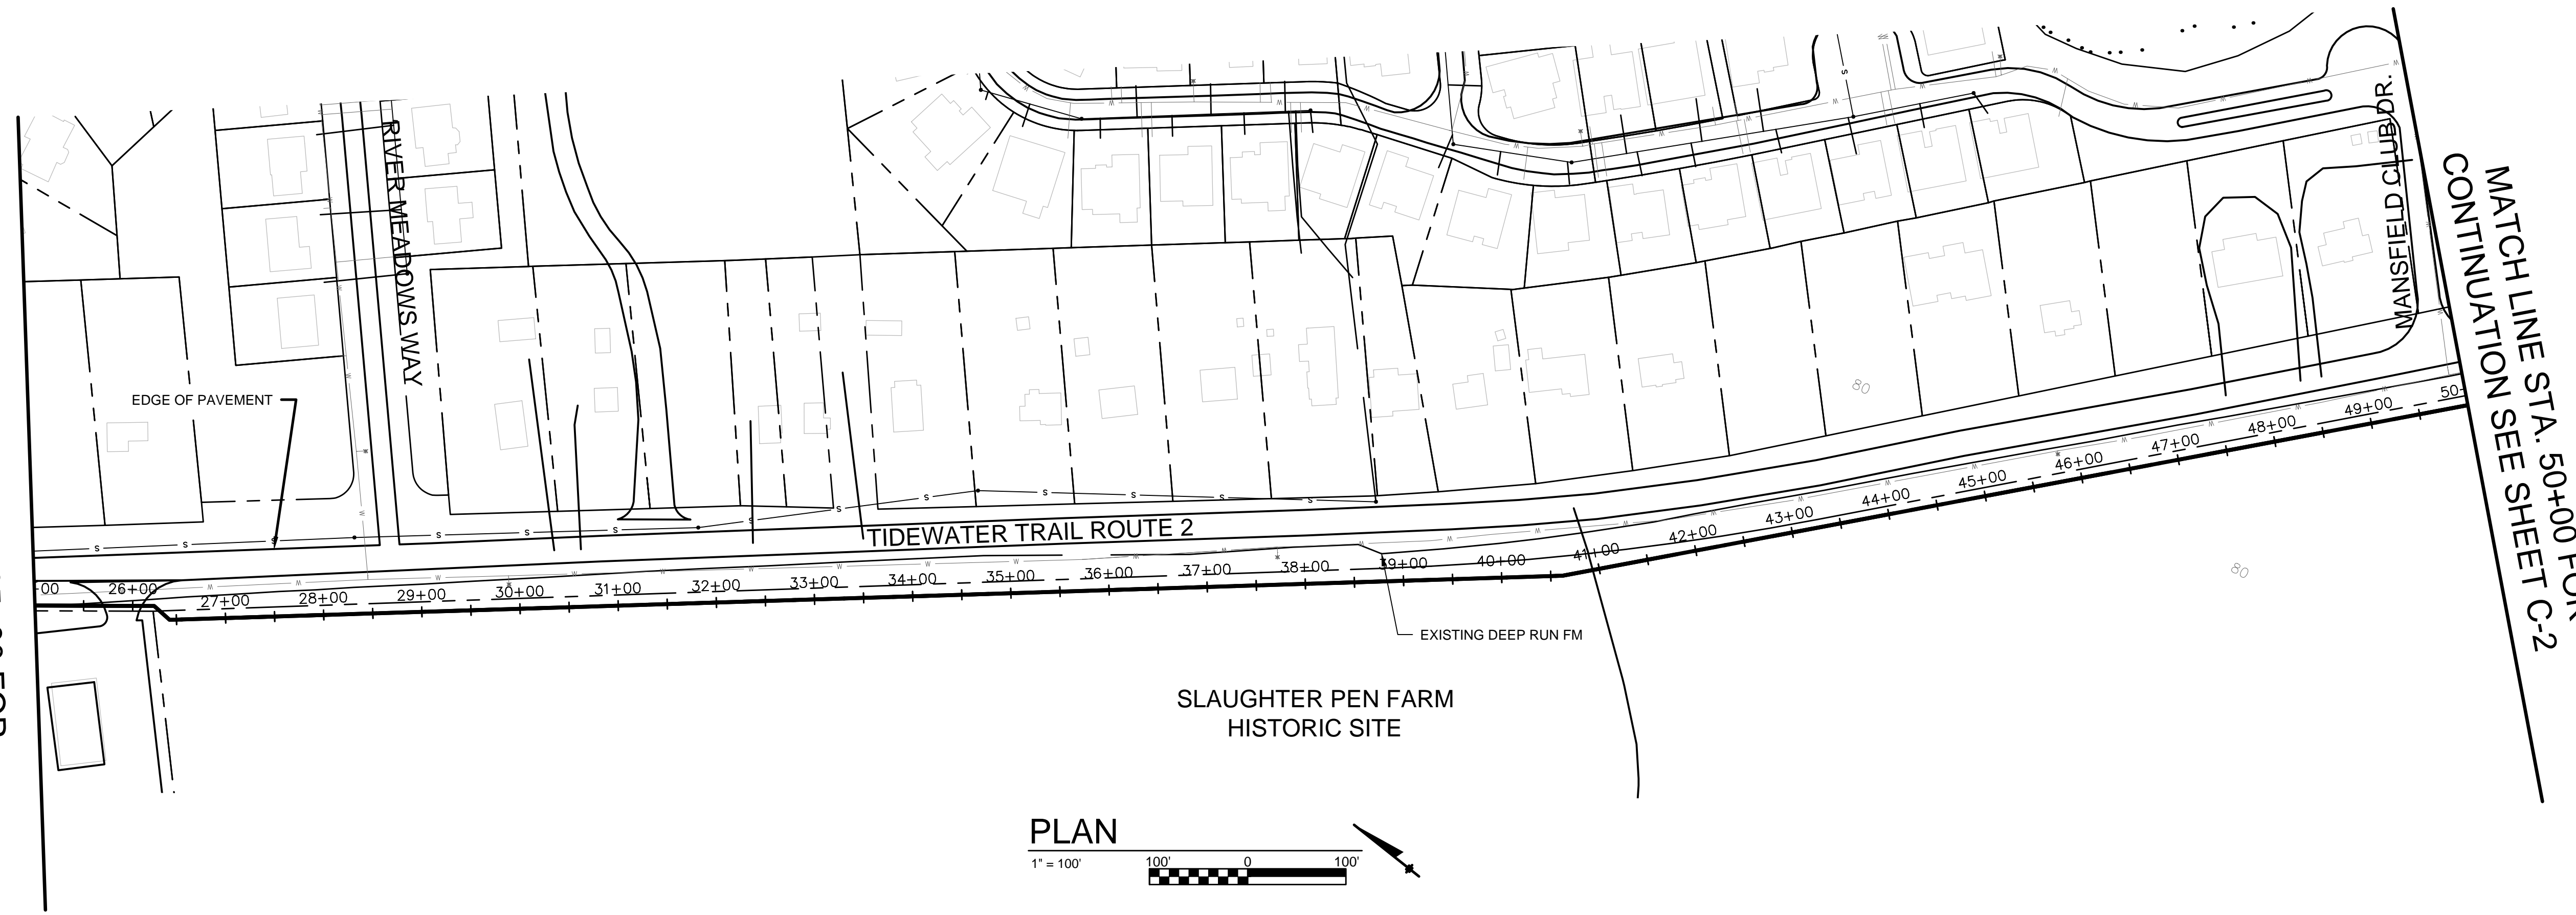 RIVER MEADOWS WAY
MANSFIELD CLUB DR.
MATCH LINE STA. 50+00 FOR
CONTINUATION SEE SHEET C-2
EDGE OF PAVEMENT
TIDEWATER TRAIL ROUTE 2
+00
26+00
27+00
28+00
29+00
30+00
31+00
32+00
33+00
34+00
35+00
36+00
37+00
38+00
39+00
40+00
41+00
42+00
43+00
44+00
45+00
46+00
47+00
48+00
49+00
50
80
80
EXISTING DEEP RUN FM
SLAUGHTER PEN FARM
HISTORIC SITE
PLAN
1" = 100'
100' 0 100'
FOR